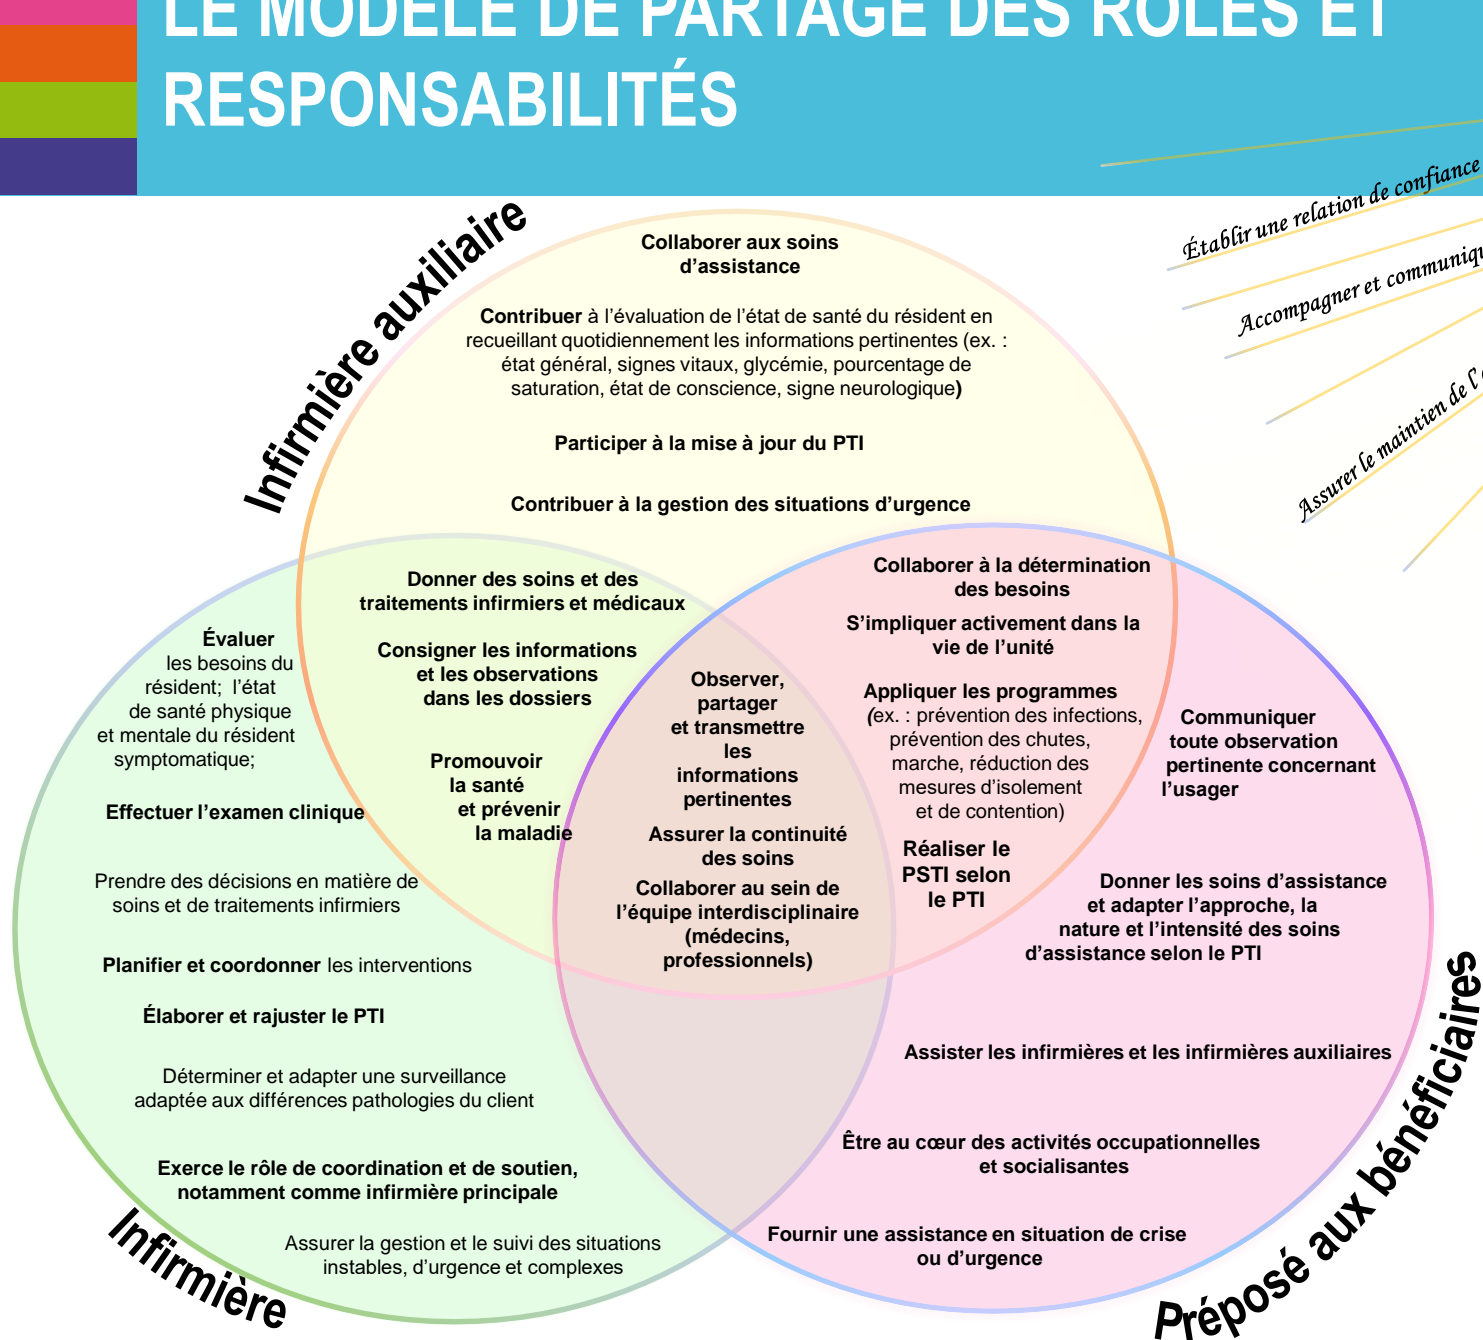 LE MODÈLE DE PARTAGE DES RÔLES ET
RESPONSABILITÉS
Établir une relation de confiance
Accompagner et
Assurer le maintien de
Infirmière auxiliaire
Collaborer aux soins
d'assistance
Contribuer à l'évaluation de l'état de santé du résident en
recueillant quotidiennement les informations pertinentes (ex. :
état général, signes vitaux, glycémie, pourcentage de
saturation, état de conscience, signe neurologique)
Participer à la mise à jour du PTI
Contribuer à la gestion des situations d'urgence
Donner des soins et des
traitements infirmiers et médicaux
Consigner les informations
et les observations
dans les dossiers
Promouvoir
la santé
et prévenir
la maladie
Collaborer à la détermination
des besoins
S'impliquer activement dans la
vie de l'unité
Appliquer les programmes
(ex. : prévention des infections,
prévention des chutes,
marche, réduction des
mesures d'isolement
et de contention)
Réaliser le
PSTI selon
le PTI
Observer,
partager
et transmettre
les
informations
pertinentes
Assurer la continuité
des soins
Collaborer au sein de
l'équipe interdisciplinaire
(médecins,
professionnels)
Évaluer
les besoins du
résident; l'état
de santé physique
et mentale du résident
symptomatique;
Effectuer l'examen clinique
Prendre des décisions en matière de
soins et de traitements infirmiers
Planifier et coordonner les interventions
Élaborer et rajuster le PTI
Déterminer et adapter une surveillance
adaptée aux différences pathologies du client
Exerce le rôle de coordination et de soutien,
notamment comme infirmière principale
Assurer la gestion et le suivi des situations
instables, d'urgence et complexes
Infirmière
Communiquer
toute observation
pertinente concernant
l'usager
Donner les soins d'assistance
et adapter l'approche, la
nature et l'intensité des soins
d'assistance selon le PTI
Assister les infirmières et les infirmières auxiliaires
Être au cœur des activités occupationnelles
et socialisantes
Fournir une assistance en situation de crise
ou d'urgence
Préposé aux bénéficiaires